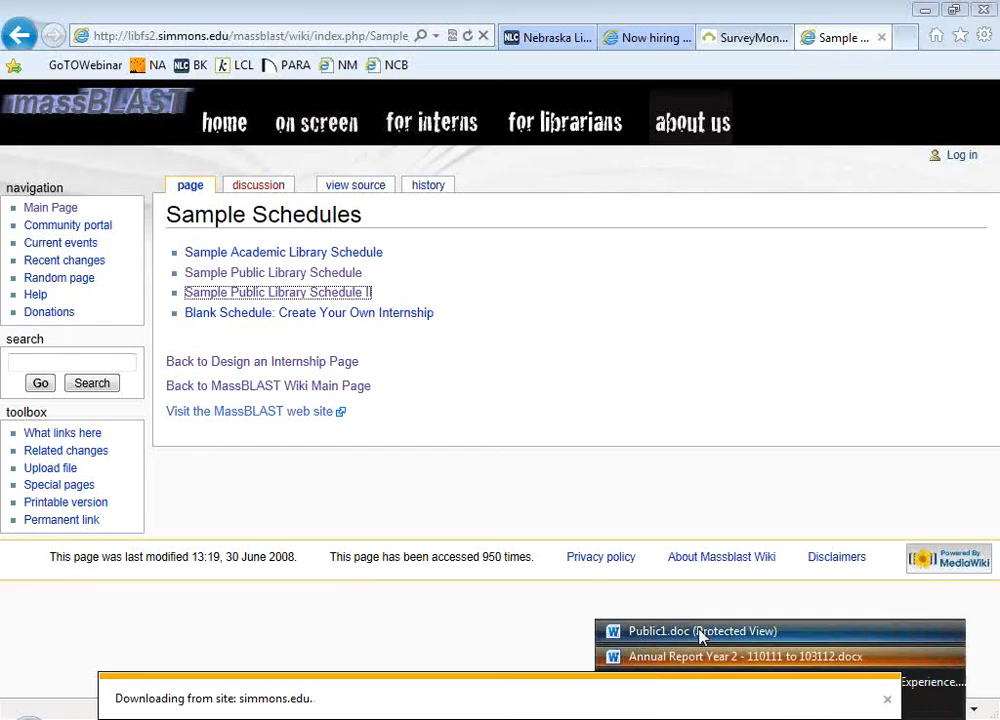 http://libfs2.simmons.edu/massblast/wiki/index.php/Sample_
NLC Nebraska Li...
Now hiring ...
SurveyMon...
Sample ...
GoTOWebinar
NA
NLC BK
k LCL
PARA
NM
NCB
massBLAST
home
on screen
for interns
for librarians
about us
Log in
navigation
Main Page
Community portal
Current events
Recent changes
Random page
Help
Donations
search
Go
Search
toolbox
What links here
Related changes
Upload file
Special pages
Printable version
Permanent link
page
discussion
view source
history
Sample Schedules
Sample Academic Library Schedule
Sample Public Library Schedule
Sample Public Library Schedule II
Blank Schedule: Create Your Own Internship
Back to Design an Internship Page
Back to MassBLAST Wiki Main Page
Visit the MassBLAST web site
This page was last modified 13:19, 30 June 2008.
This page has been accessed 950 times.
Privacy policy
About Massblast Wiki
Disclaimers
Powered By
MediaWiki
Public1.doc (Protected View)
Annual Report Year 2 - 110111 to 103112.docx
Experience....
Downloading from site: simmons.edu.